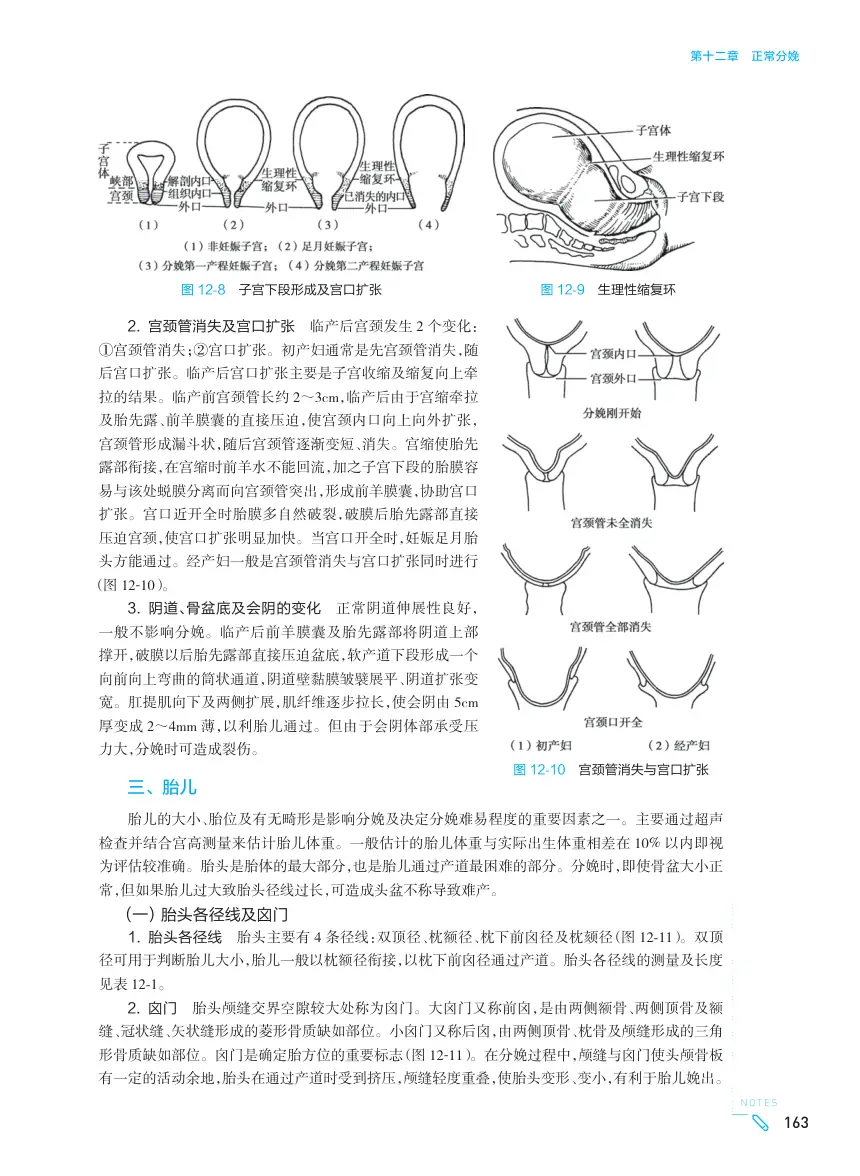 第十二章 正常分娩
子宫体
峡部
宫颈
解剖内口
组织内口
外口
生理性
缩复环
外口
生理性
缩复环
已消失的内口
外口
(1) (2) (3) (4)
(1)非妊娠子宫；(2)足月妊娠子宫；
(3)分娩第一产程妊娠子宫；(4)分娩第二产程妊娠子宫
图 12-8 子宫下段形成及宫口扩张
子宫体
生理性缩复环
子宫下段
图 12-9 生理性缩复环
2. 宫颈管消失及宫口扩张 临产后宫颈发生 2 个变化：
①宫颈管消失；②宫口扩张。初产妇通常是先宫颈管消失，随
后宫口扩张。临产后宫口扩张主要是子宫收缩及缩复向上牵
拉的结果。临产前宫颈管长约 2～3cm，临产后由于宫缩牵拉
及胎先露、前羊膜囊的直接压迫，使宫颈内口向上向外扩张，
宫颈管形成漏斗状，随后宫颈管逐渐变短、消失。宫缩使胎先
露部衔接，在宫缩时前羊水不能回流，加之子宫下段的胎膜容
易与该处蜕膜分离而向宫颈管突出，形成前羊膜囊，协助宫口
扩张。宫口近开全时胎膜多自然破裂，破膜后胎先露部直接
压迫宫颈，使宫口扩张明显加快。当宫口开全时，妊娠足月胎
头方能通过。经产妇一般是宫颈管消失与宫口扩张同时进行
（图 12-10）。
3. 阴道、骨盆底及会阴的变化 正常阴道伸展性良好，
一般不影响分娩。临产后前羊膜囊及胎先露部将阴道上部
撑开，破膜以后胎先露部直接压迫盆底，软产道下段形成一个
向前向上弯曲的筒状通道，阴道壁黏膜皱襞展平、阴道扩张变
宽。肛提肌向下及两侧扩展，肌纤维逐步拉长，使会阴由 5cm
厚变成 2～4mm 薄，以利胎儿通过。但由于会阴体部承受压
力大，分娩时可造成裂伤。
宫颈内口
宫颈外口
分娩刚开始
宫颈管未全消失
宫颈管全部消失
宫颈口开全
(1)初产妇 (2)经产妇
图 12-10 宫颈管消失与宫口扩张
三、胎儿
胎儿的大小、胎位及有无畸形是影响分娩及决定分娩难易程度的重要因素之一。主要通过超声
检查并结合宫高测量来估计胎儿体重。一般估计的胎儿体重与实际出生体重相差在 10% 以内即视
为评估较准确。胎头是胎体的最大部分，也是胎儿通过产道最困难的部分。分娩时，即使骨盆大小正
常，但如果胎儿过大致胎头径线过长，可造成头盆不称导致难产。
（一）胎头各径线及囟门
1. 胎头各径线 胎头主要有 4 条径线：双顶径、枕额径、枕下前囟径及枕颏径（图 12-11）。双顶
径可用于判断胎儿大小，胎儿一般以枕额径衔接，以枕下前囟径通过产道。胎头各径线的测量及长度
见表 12-1。
2. 囟门 胎头颅缝交界空隙较大处称为囟门。大囟门又称前囟，是由两侧额骨、两侧顶骨及额
缝、冠状缝、矢状缝形成的菱形骨质缺如部位。小囟门又称后囟，由两侧顶骨、枕骨及颅缝形成的三角
形骨质缺如部位。囟门是确定胎方位的重要标志（图 12-11）。在分娩过程中，颅缝与囟门使头颅骨板
有一定的活动余地，胎头在通过产道时受到挤压，颅缝轻度重叠，使胎头变形、变小，有利于胎儿娩出。
NOTES
163